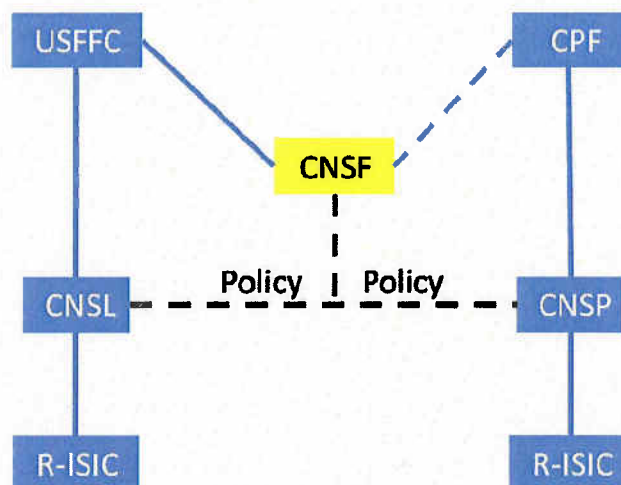 USFFC
CPF
CNSF
Policy Policy
CNSL
CNSP
R-ISIC
R-ISIC